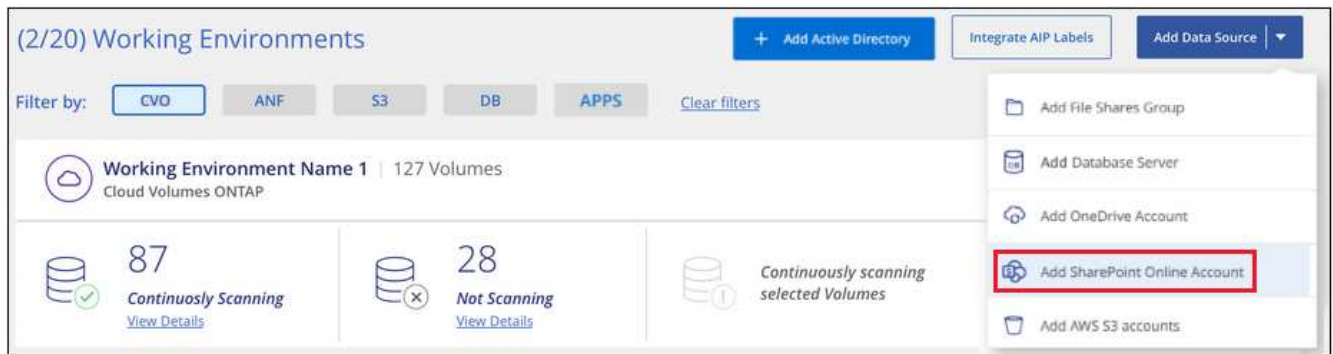 (2/20) Working Environments
+ Add Active Directory
Integrate AIP Labels
Add Data Source
Filter by:
CVO
ANF
S3
DB
APPS
Clear filters
Add File Shares Group
Working Environment Name 1 | 127 Volumes
Cloud Volumes ONTAP
DB
Add Database Server
Add OneDrive Account
Add SharePoint Online Account
Add AWS S3 accounts
87
Continuosly Scanning
View Details
28
Not Scanning
View Details
Continuously scanning
selected Volumes